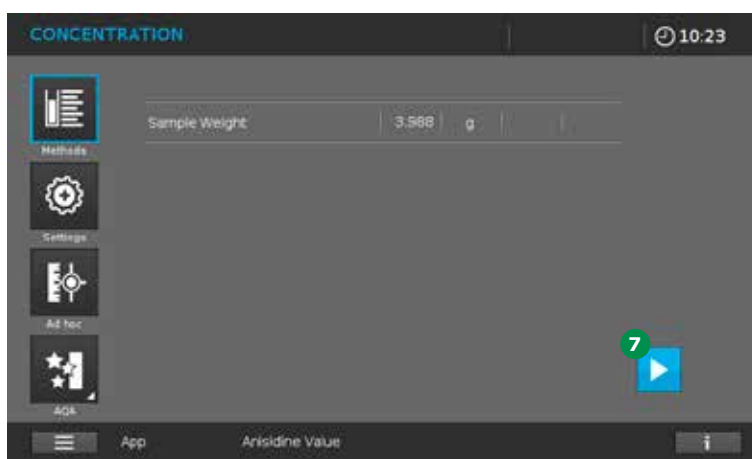 CONCENTRATION 10:23
Methods
Sample Weight 3.988 g
Settings
Ad hoc
7
AQA
App Anisidine Value i